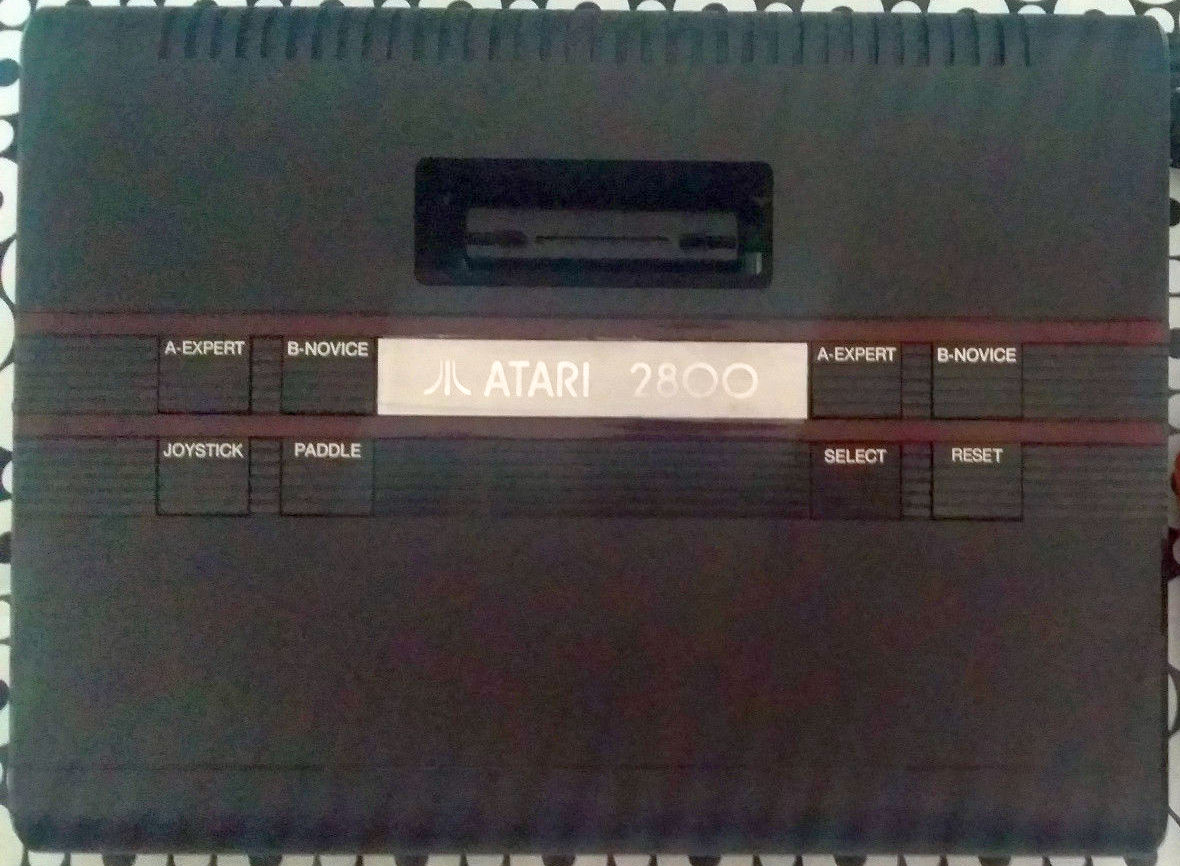 A-EXPERT B-NOVICE ATARI 2800 A-EXPERT B-NOVICE
JOYSTICK PADDLE SELECT RESET